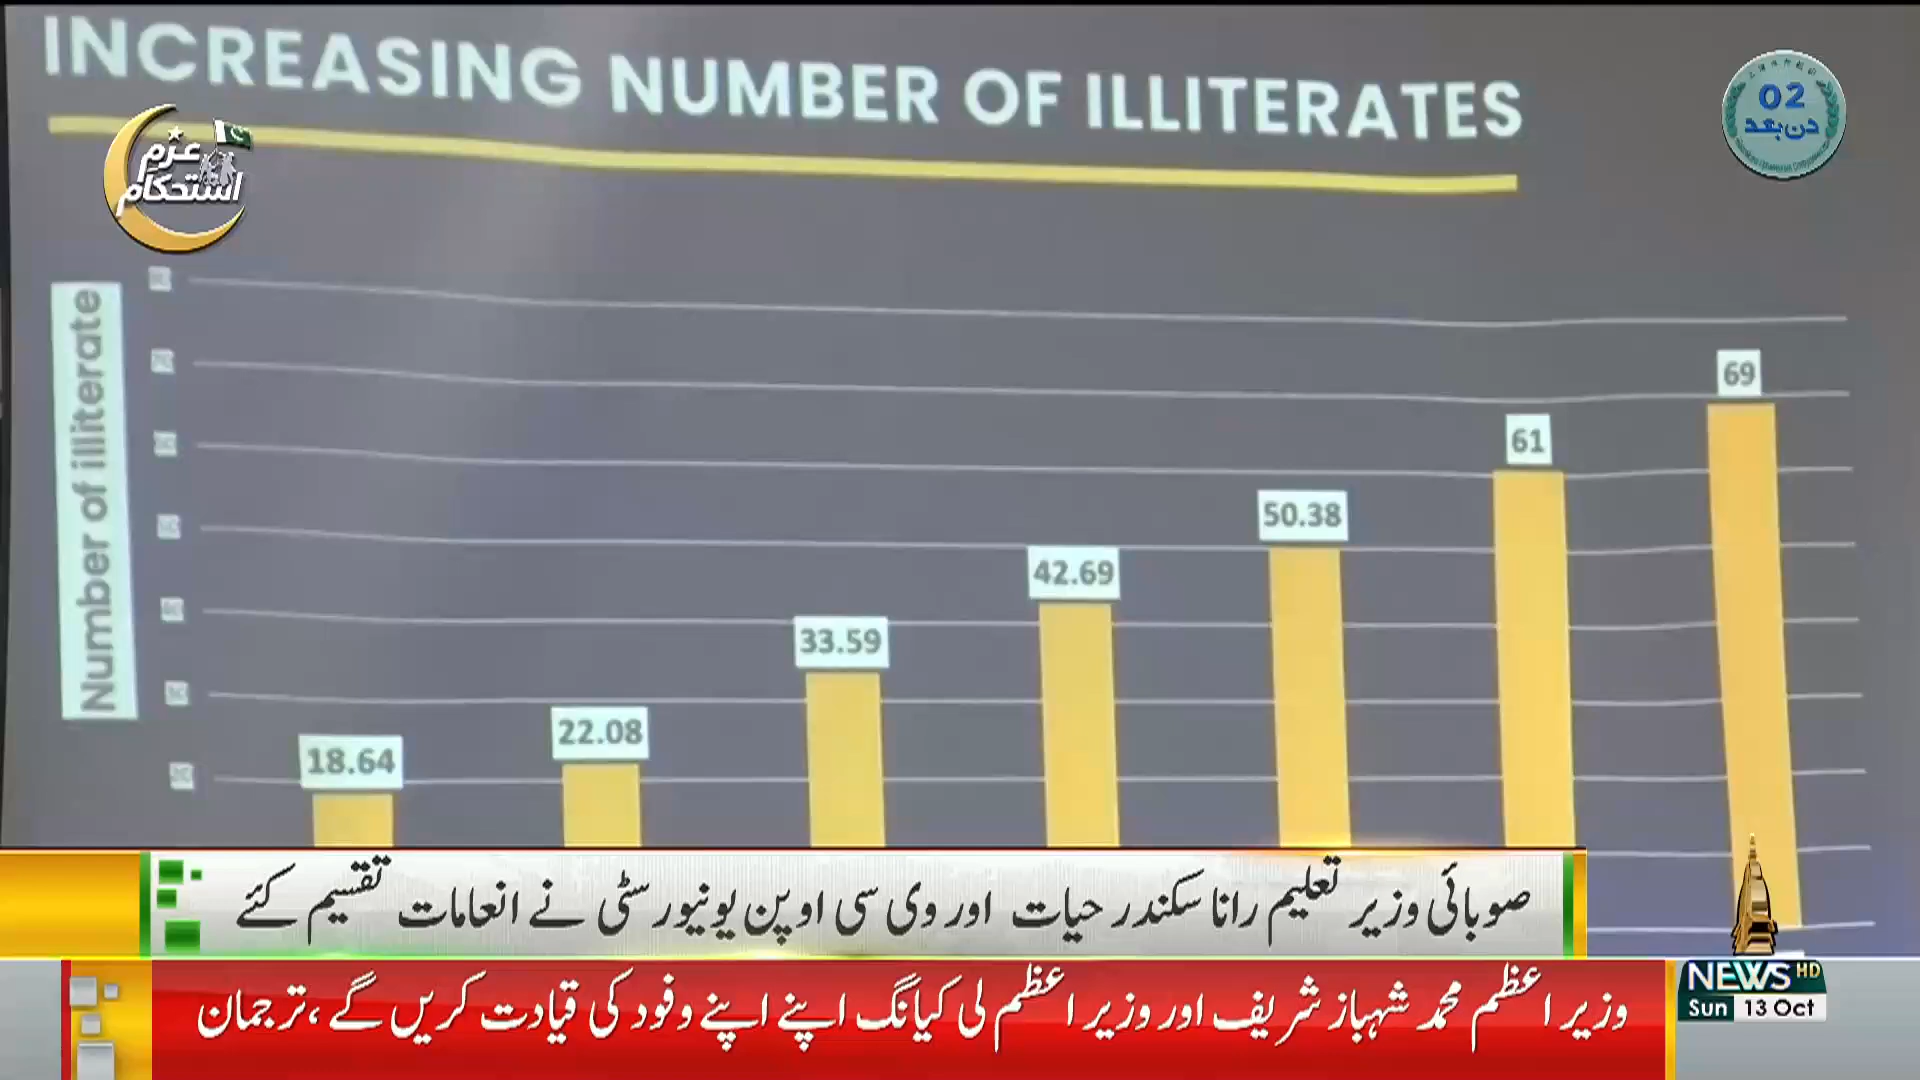 INCREASING NUMBER OF ILLITERATES
عزم
استحکام
02
دن بعد
Number of illiterate
18.64
22.08
33.59
42.69
50.38
61
69
صوبائی وزیر تعلیم رانا سکندر حیات اور وی سی اوپن یونیورسٹی نے انعامات تقسیم کئے
وزیر اعظم محمد شہباز شریف اور وزیر اعظم لی کیانگ اپنے اپنے وفود کی قیادت کریں گے، ترجمان
NEWS HD
Sun 13 Oct